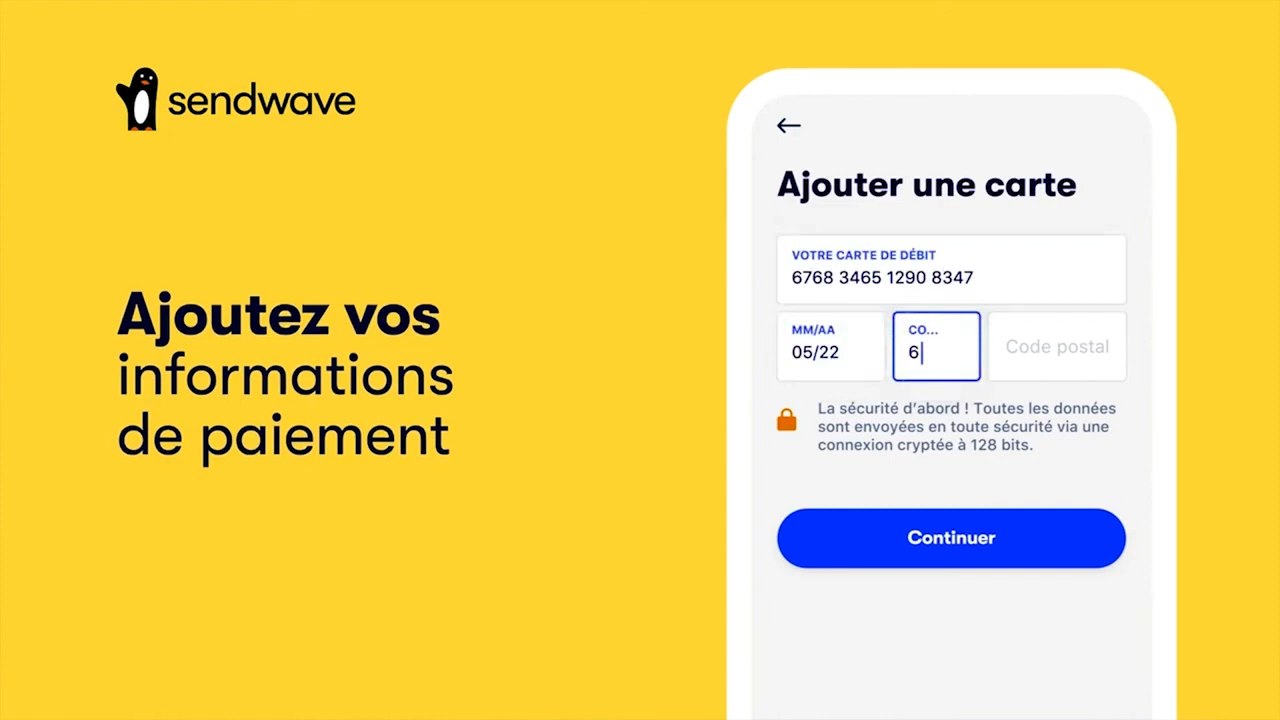 sendwave
Ajoutez vos
informations
de paiement
Ajouter une carte
VOTRE CARTE DE DÉBIT
6768 3465 1290 8347
MM/AA
05/22
CO...
6
Code postal
La sécurité d'abord ! Toutes les données
sont envoyées en toute sécurité via une
connexion cryptée à 128 bits.
Continuer